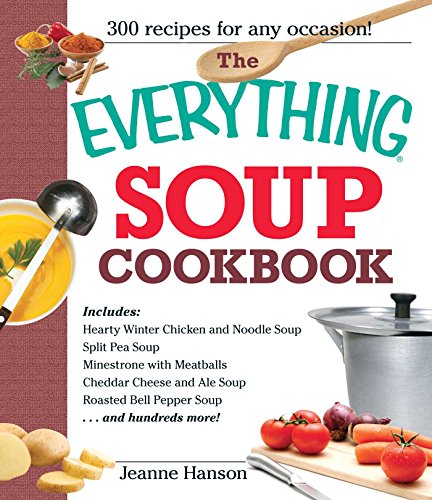 300 recipes for any occasion!
The
EVERYTHING®
SOUP
COOKBOOK
Includes:
Hearty Winter Chicken and Noodle Soup
Split Pea Soup
Minestrone with Meatballs
Cheddar Cheese and Ale Soup
Roasted Bell Pepper Soup
. . . and hundreds more!
Jeanne Hanson